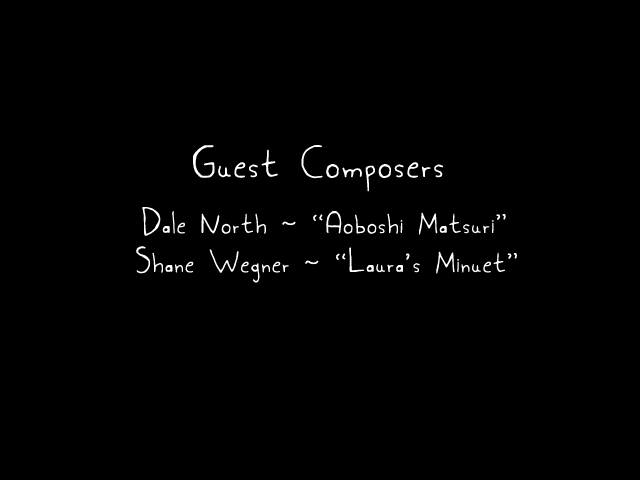 Guest Composers
Dale North ~ “Aoboshi Matsuri”
Shane Wegner ~ “Laura's Minuet”